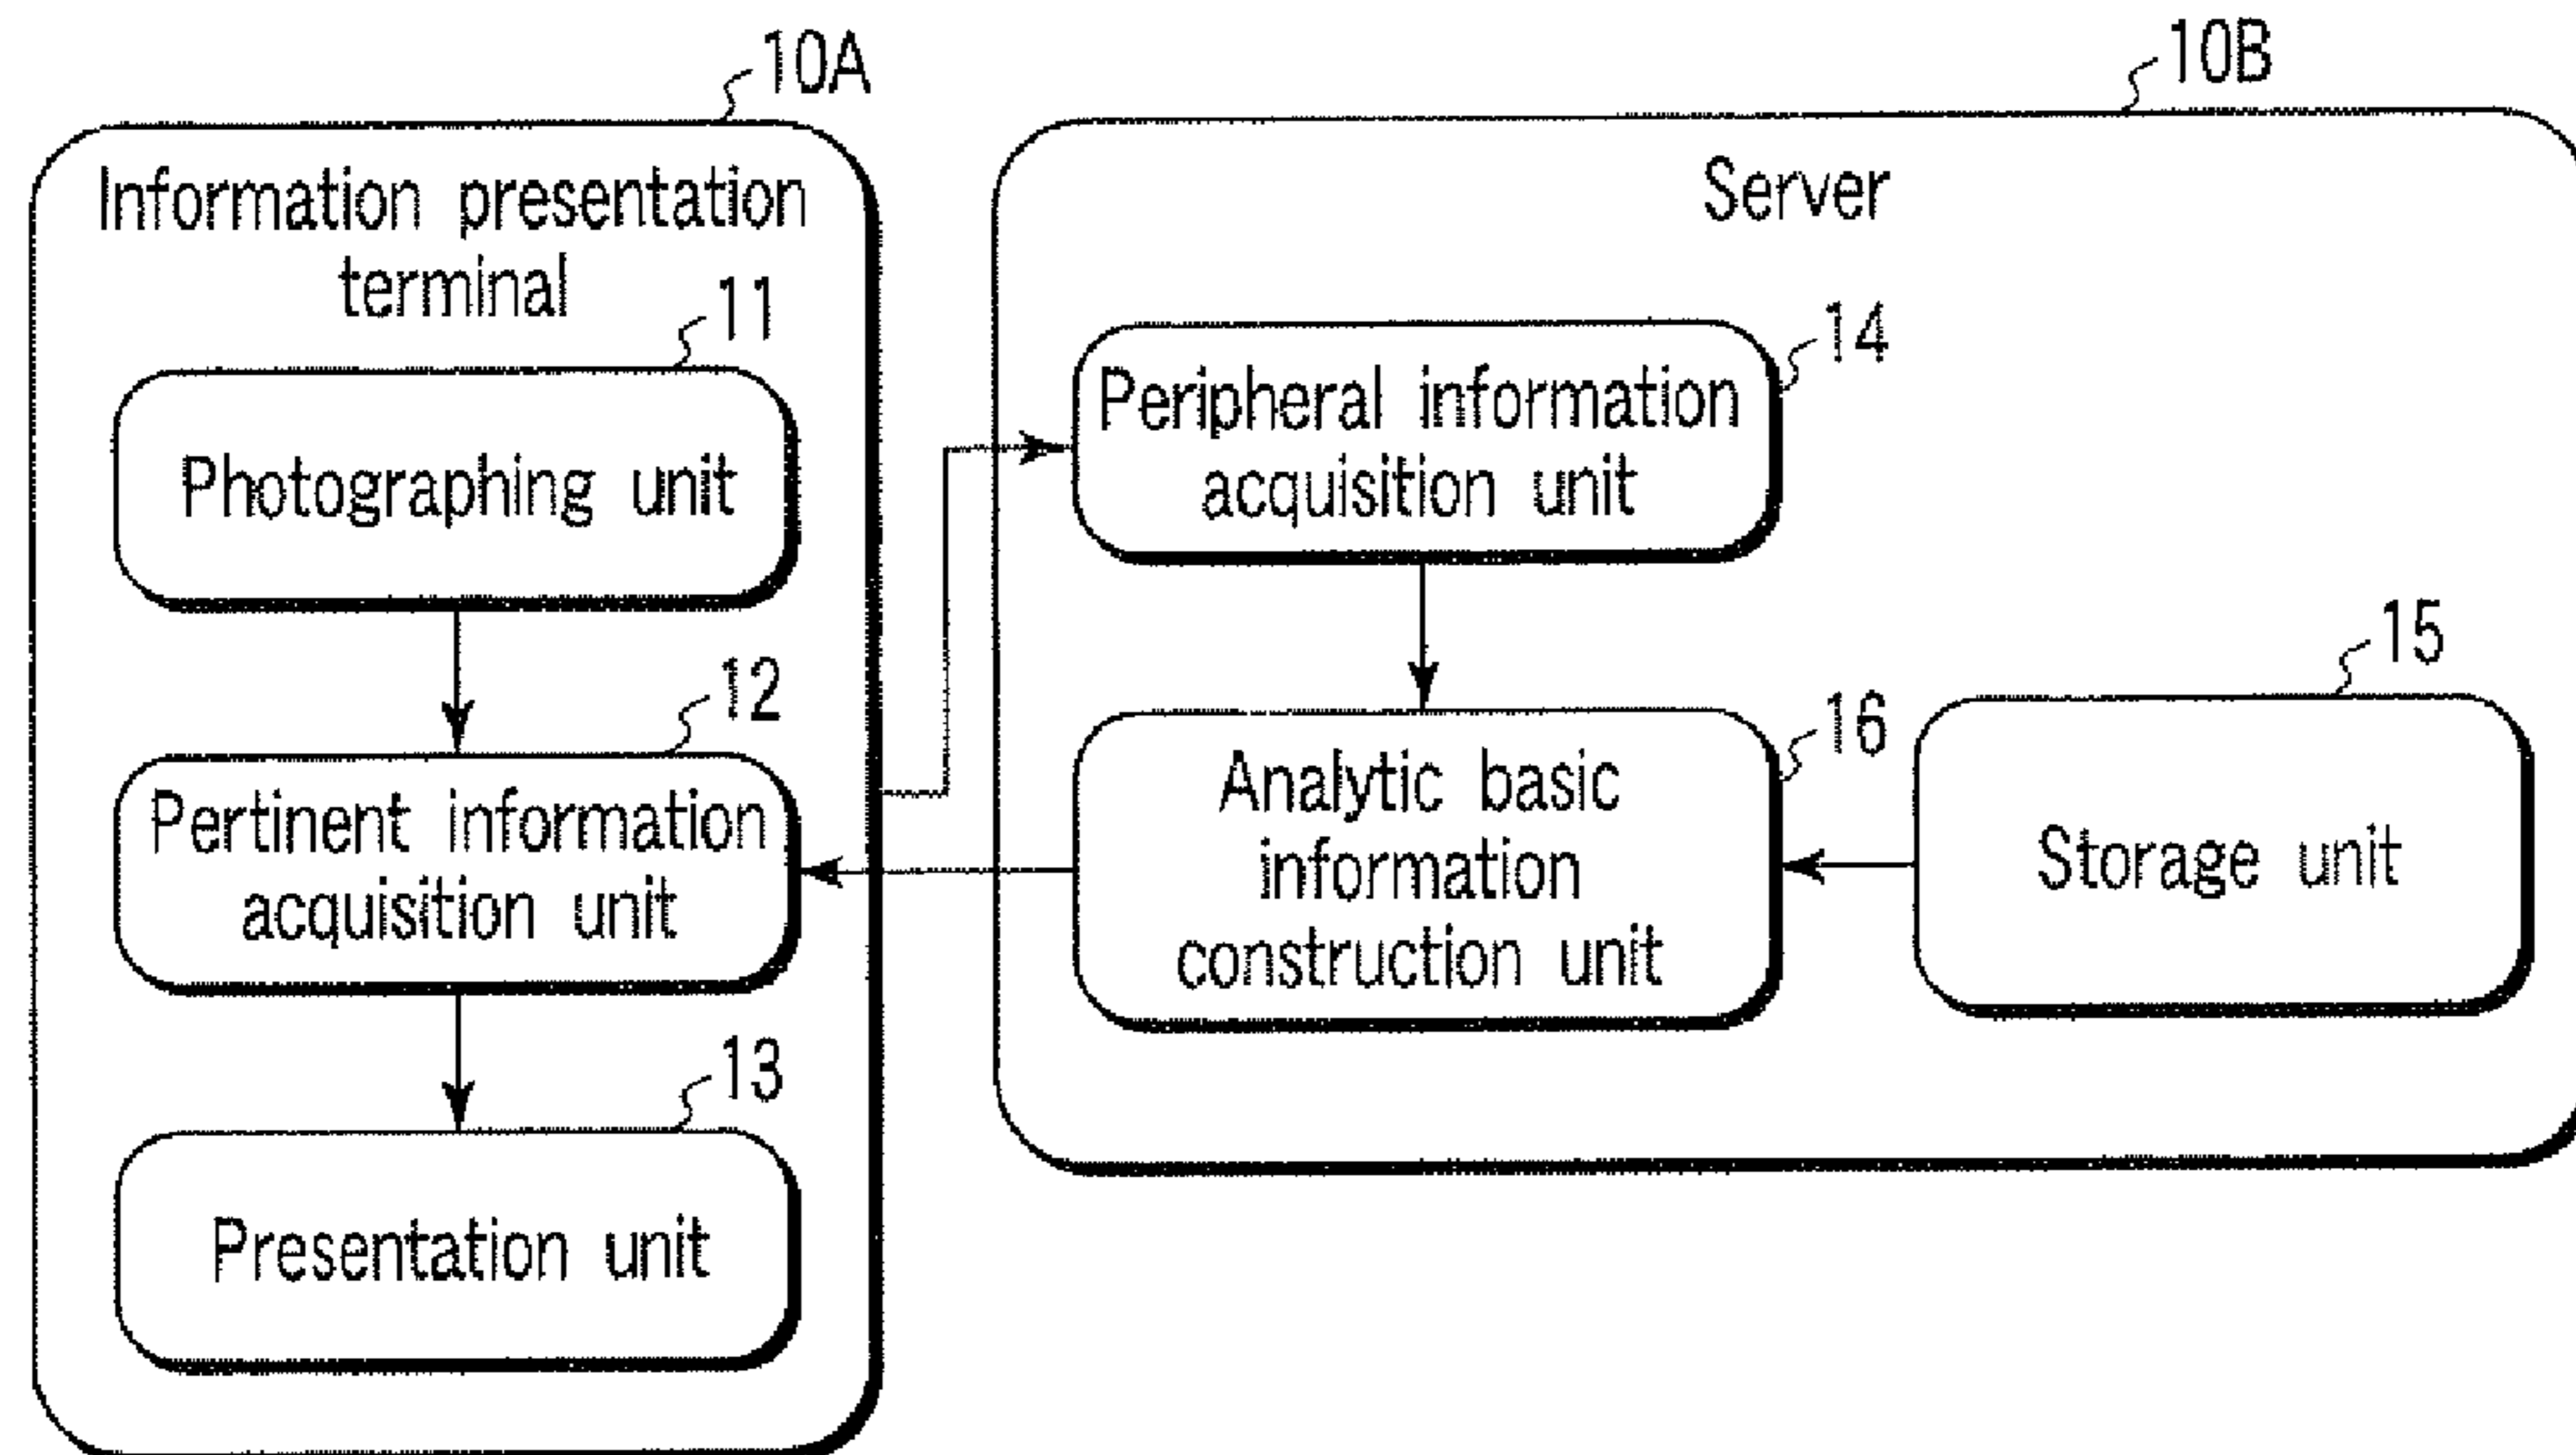 10A
Information presentation
terminal
11
Photographing unit
12
Pertinent information
acquisition unit
13
Presentation unit
10B
Server
14
Peripheral information
acquisition unit
16
Analytic basic
information
construction unit
15
Storage unit